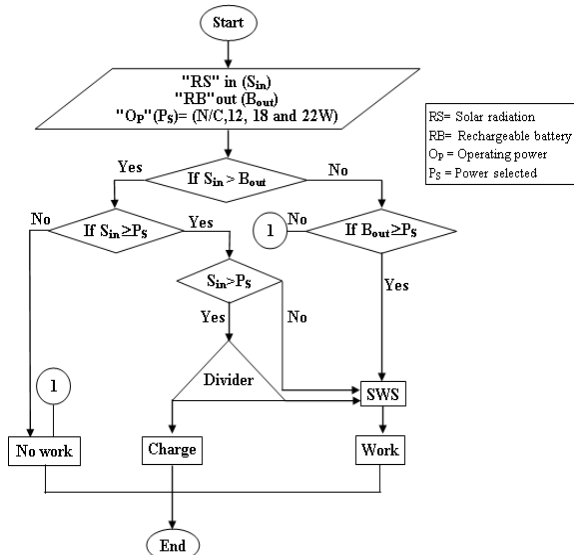 Start
"RS" in (Sin)
"RB"out (Bout)
"OP"(PS)= (N/C,12, 18 and 22W)
RS= Solar radiation
RB= Rechargeable battery
OP = Operating power
PS = Power selected
Yes
If Sin > Bout
No
No
If Sin≥PS
Yes
1
No
If Bout≥PS
Sin>PS
Yes
Yes
No
Divider
1
SWS
No work
Charge
Work
End